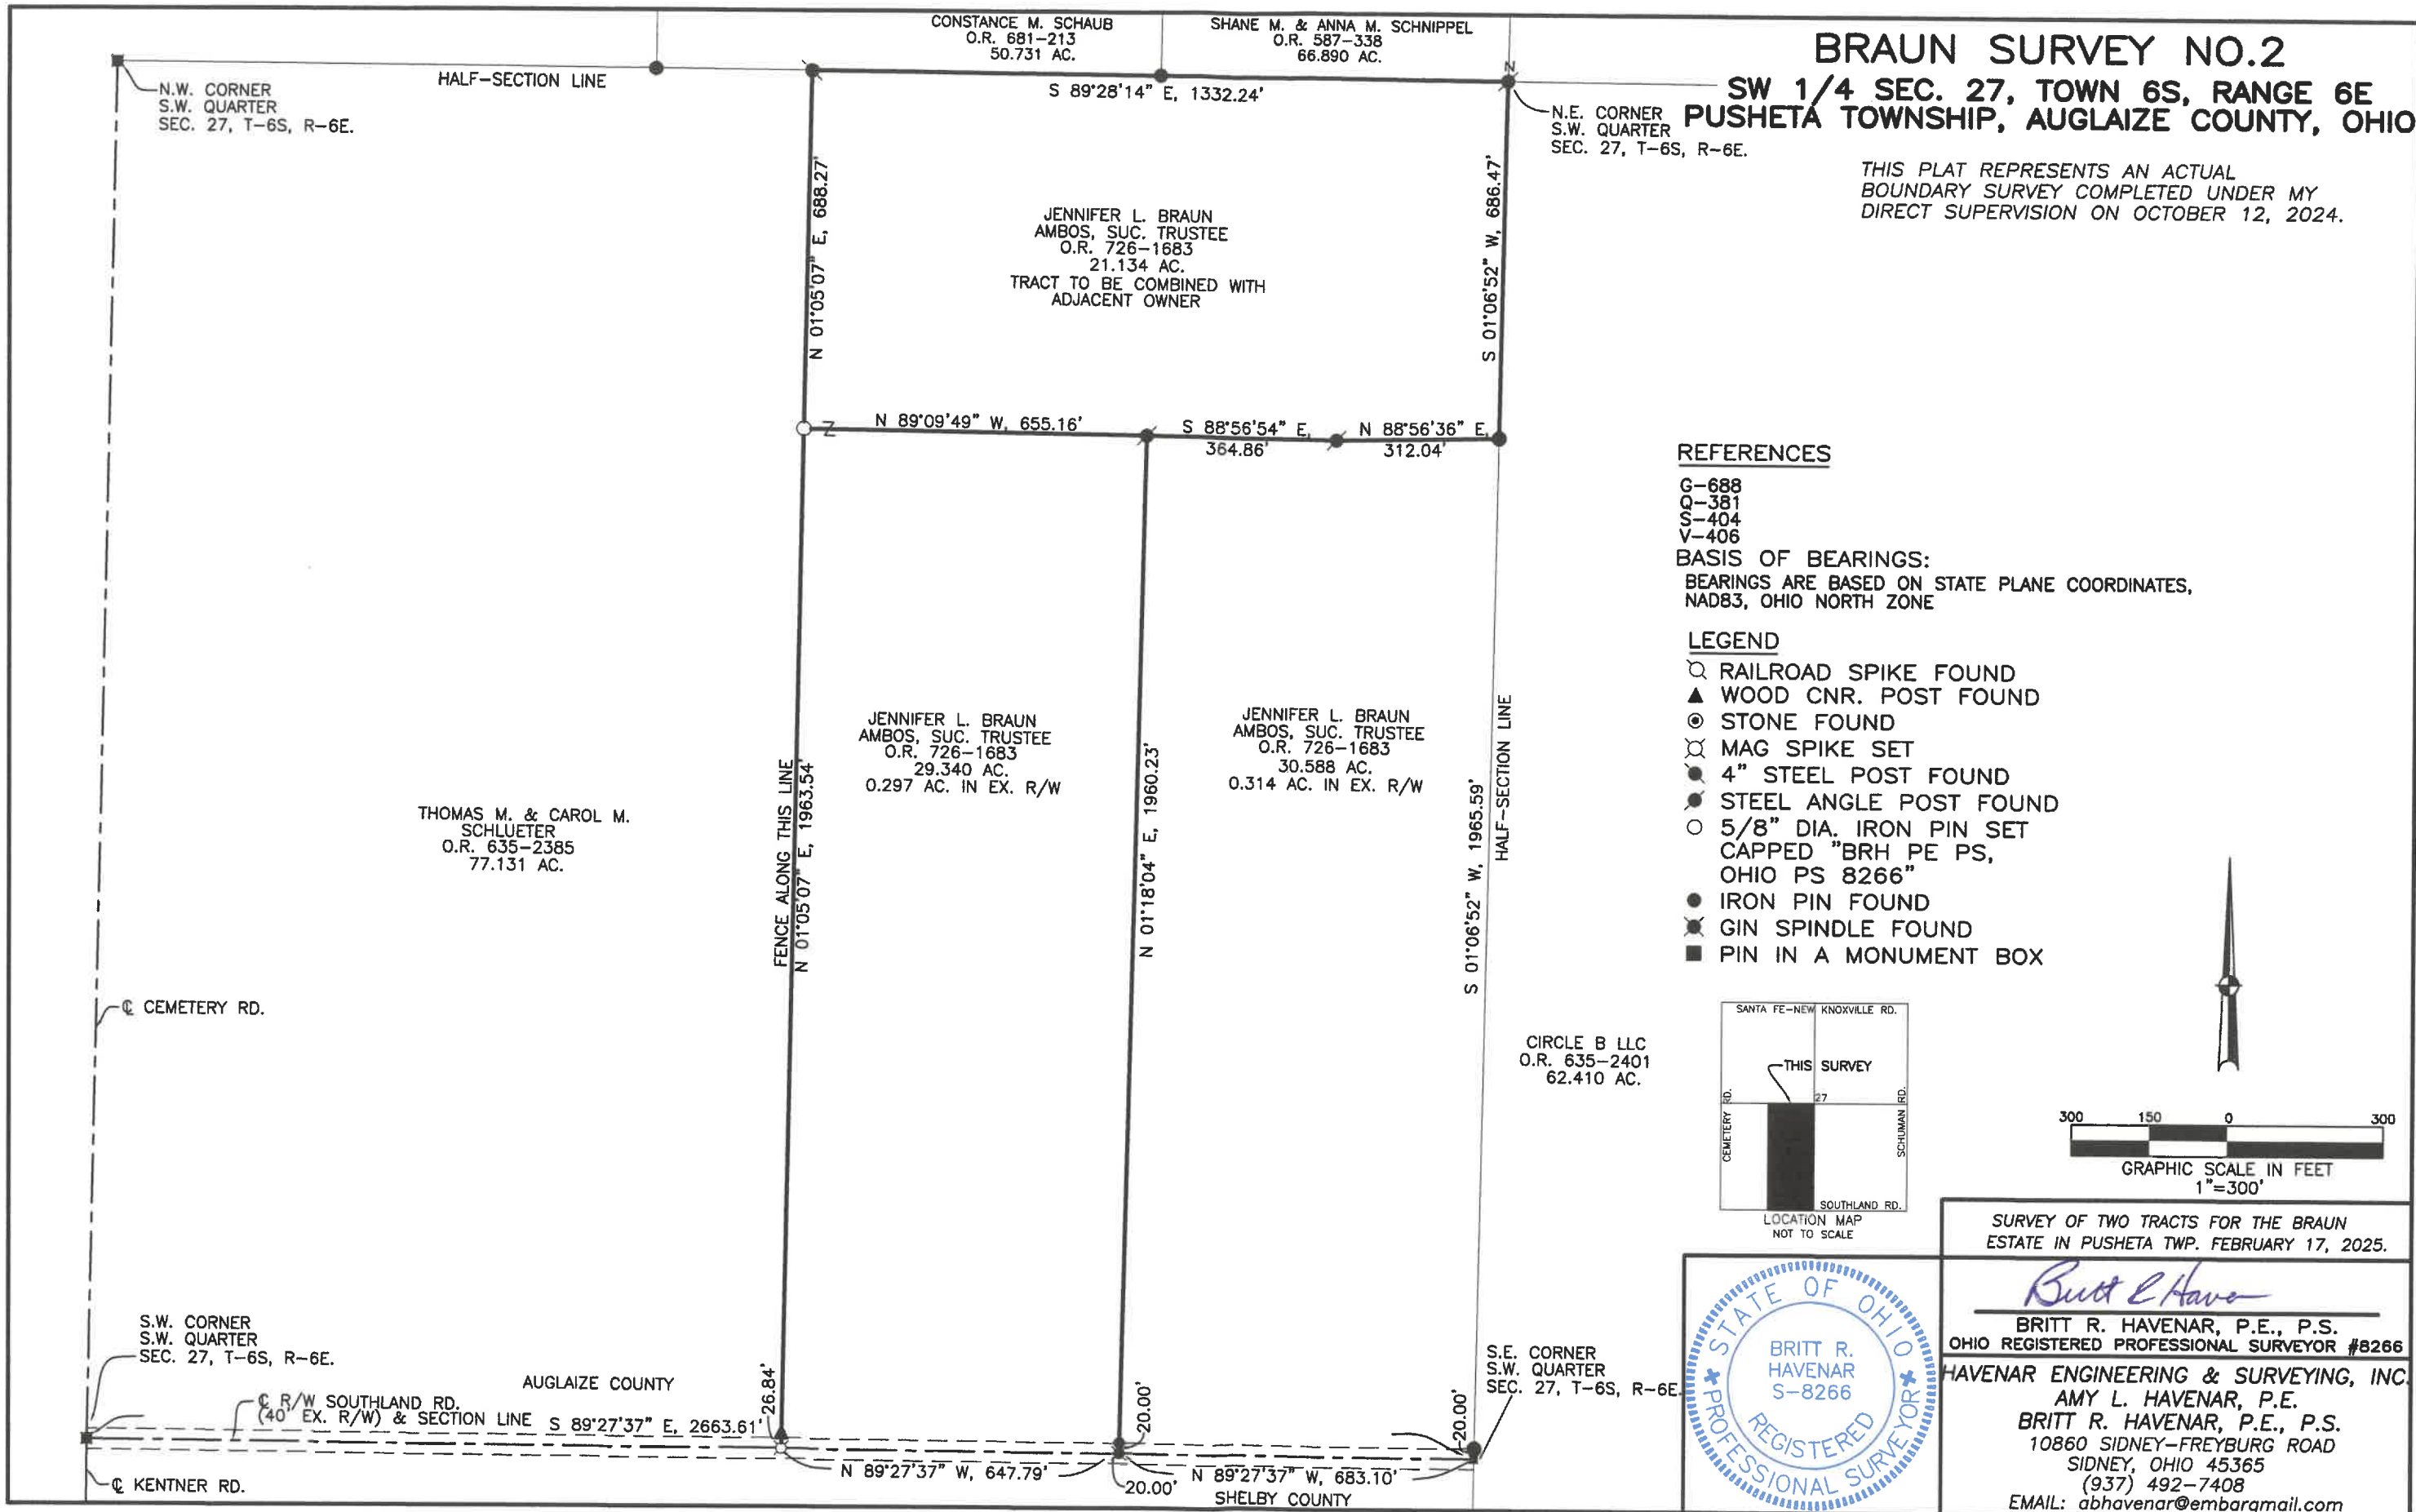 CONSTANCE M. SCHAUB
O.R. 681-213
50.731 AC.
SHANE M. & ANNA M. SCHNIPPEL
O.R. 587-338
66.890 AC.
BRAUN SURVEY NO.2
SW 1/4 SEC. 27, TOWN 6S, RANGE 6E
PUSHETA TOWNSHIP, AUGLAIZE COUNTY, OHIO
THIS PLAT REPRESENTS AN ACTUAL
BOUNDARY SURVEY COMPLETED UNDER MY
DIRECT SUPERVISION ON OCTOBER 12, 2024.
N.W. CORNER
S.W. QUARTER
SEC. 27, T-6S, R-6E.
HALF-SECTION LINE
S 89°28'14" E, 1332.24'
N
N.E. CORNER
S.W. QUARTER
SEC. 27, T-6S, R-6E.
N 01°05'07" E, 688.27'
JENNIFER L. BRAUN
AMBOS, SUC. TRUSTEE
O.R. 726-1683
21.134 AC.
TRACT TO BE COMBINED WITH
ADJACENT OWNER
S 01°06'52" W, 686.47'
Z
N 89°09'49" W, 655.16'
S 88°56'54" E,
364.86'
N 88°56'36" E,
312.04'
REFERENCES
G-688
Q-381
S-404
V-406
BASIS OF BEARINGS:
BEARINGS ARE BASED ON STATE PLANE COORDINATES,
NAD83, OHIO NORTH ZONE
LEGEND
RAILROAD SPIKE FOUND
WOOD CNR. POST FOUND
STONE FOUND
MAG SPIKE SET
4" STEEL POST FOUND
STEEL ANGLE POST FOUND
5/8" DIA. IRON PIN SET
CAPPED "BRH PE PS,
OHIO PS 8266"
IRON PIN FOUND
GIN SPINDLE FOUND
PIN IN A MONUMENT BOX
THOMAS M. & CAROL M.
SCHLUETER
O.R. 635-2385
77.131 AC.
FENCE ALONG THIS LINE
N 01°05'07" E, 1963.54'
JENNIFER L. BRAUN
AMBOS, SUC. TRUSTEE
O.R. 726-1683
29.340 AC.
0.297 AC. IN EX. R/W
N 01°18'04" E, 1960.23'
JENNIFER L. BRAUN
AMBOS, SUC. TRUSTEE
O.R. 726-1683
30.588 AC.
0.314 AC. IN EX. R/W
S 01°06'52" W, 1965.59'
HALF-SECTION LINE
℄ CEMETERY RD.
CIRCLE B LLC
O.R. 635-2401
62.410 AC.
SANTA FE-NEW KNOXVILLE RD.
THIS SURVEY
27
CEMETERY RD.
SCHUMAN RD.
SOUTHLAND RD.
LOCATION MAP
NOT TO SCALE
300 150 0 300
GRAPHIC SCALE IN FEET
1"=300'
S.W. CORNER
S.W. QUARTER
SEC. 27, T-6S, R-6E.
AUGLAIZE COUNTY
℄ R/W SOUTHLAND RD.
(40' EX. R/W) & SECTION LINE S 89°27'37" E, 2663.61'
26.84'
20.00'
20.00'
20.00'
N 89°27'37" W, 647.79'
N 89°27'37" W, 683.10'
SHELBY COUNTY
℄ KENTNER RD.
S.E. CORNER
S.W. QUARTER
SEC. 27, T-6S, R-6E.
SURVEY OF TWO TRACTS FOR THE BRAUN
ESTATE IN PUSHETA TWP. FEBRUARY 17, 2025.
STATE OF OHIO
BRITT R.
HAVENAR
S-8266
REGISTERED
PROFESSIONAL SURVEYOR
BRITT R. HAVENAR, P.E., P.S.
OHIO REGISTERED PROFESSIONAL SURVEYOR #8266
HAVENAR ENGINEERING & SURVEYING, INC.
AMY L. HAVENAR, P.E.
BRITT R. HAVENAR, P.E., P.S.
10860 SIDNEY-FREYBURG ROAD
SIDNEY, OHIO 45365
(937) 492-7408
EMAIL: abhavenar@embarqmail.com